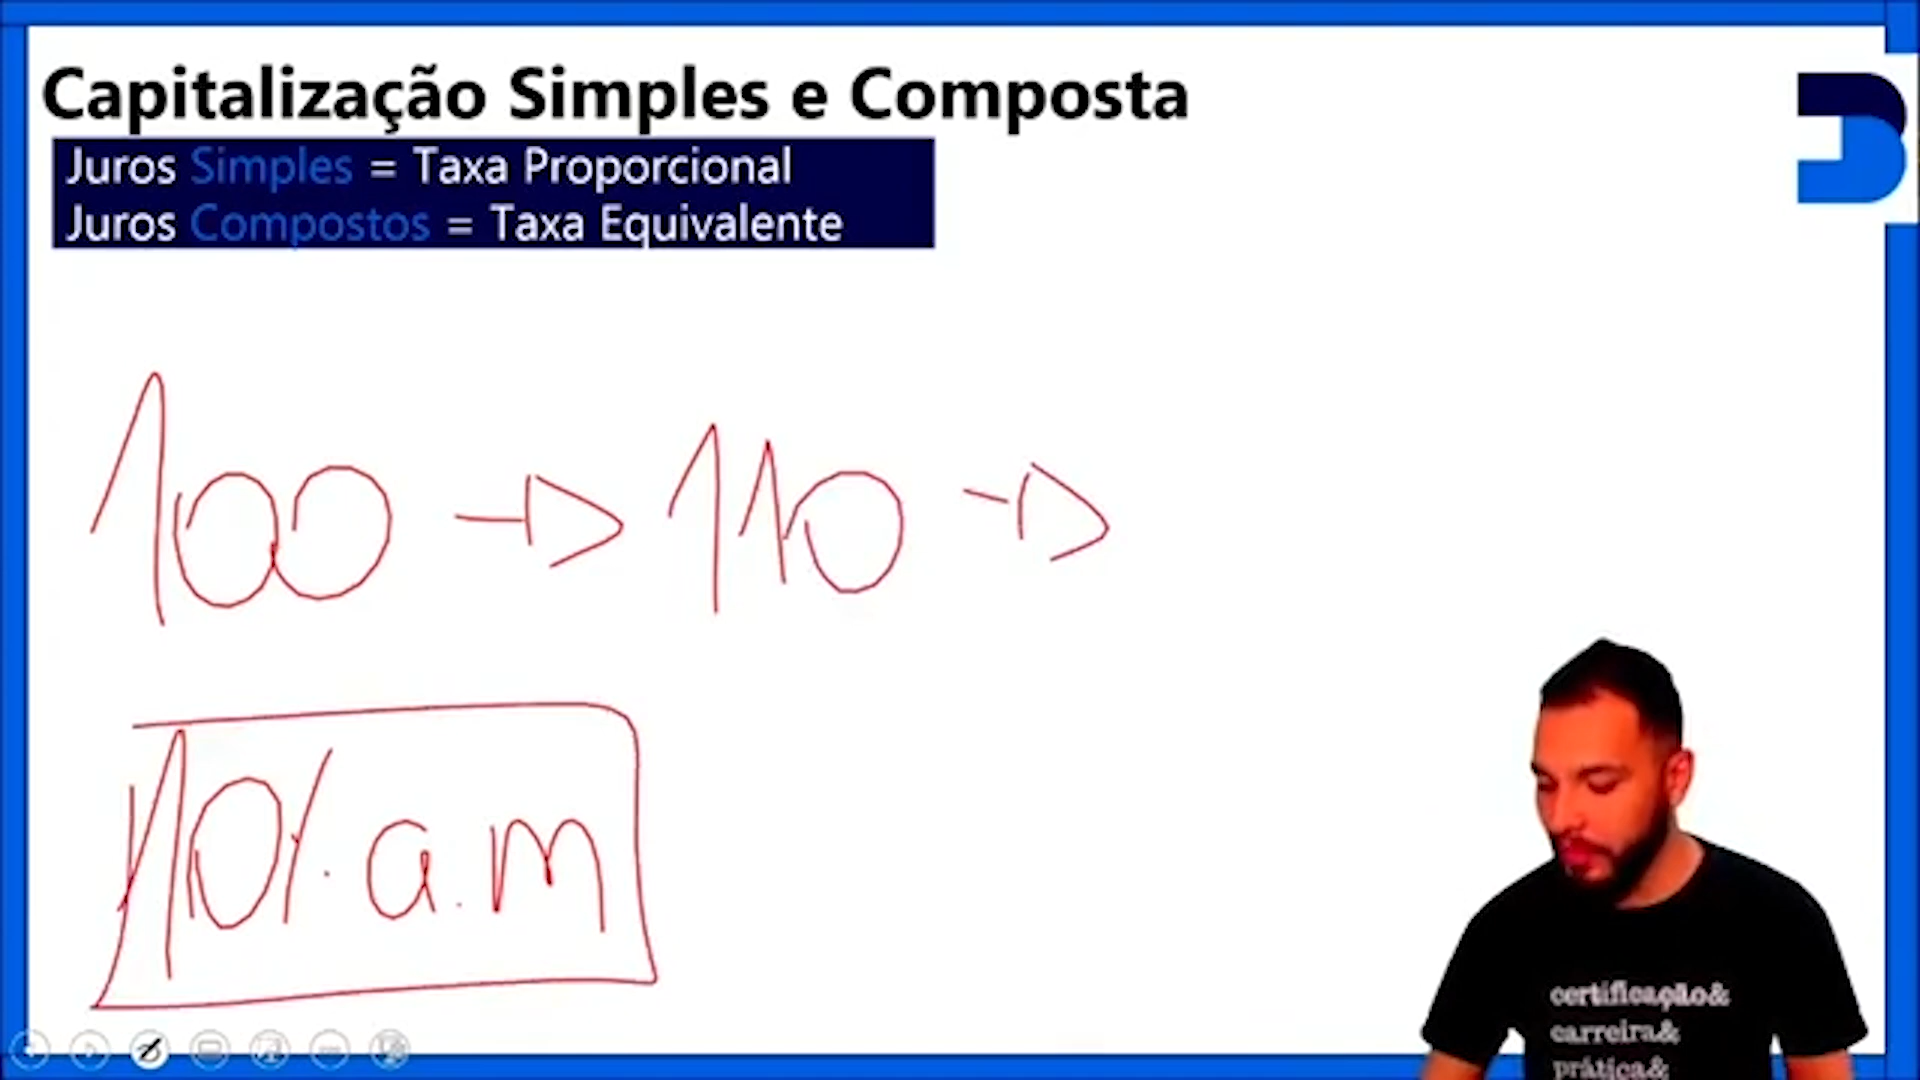 Capitalização Simples e Composta
Juros Simples = Taxa Proporcional
Juros Compostos = Taxa Equivalente
100 → 110 →
10% a.m
certificação&
carreira&
prática&